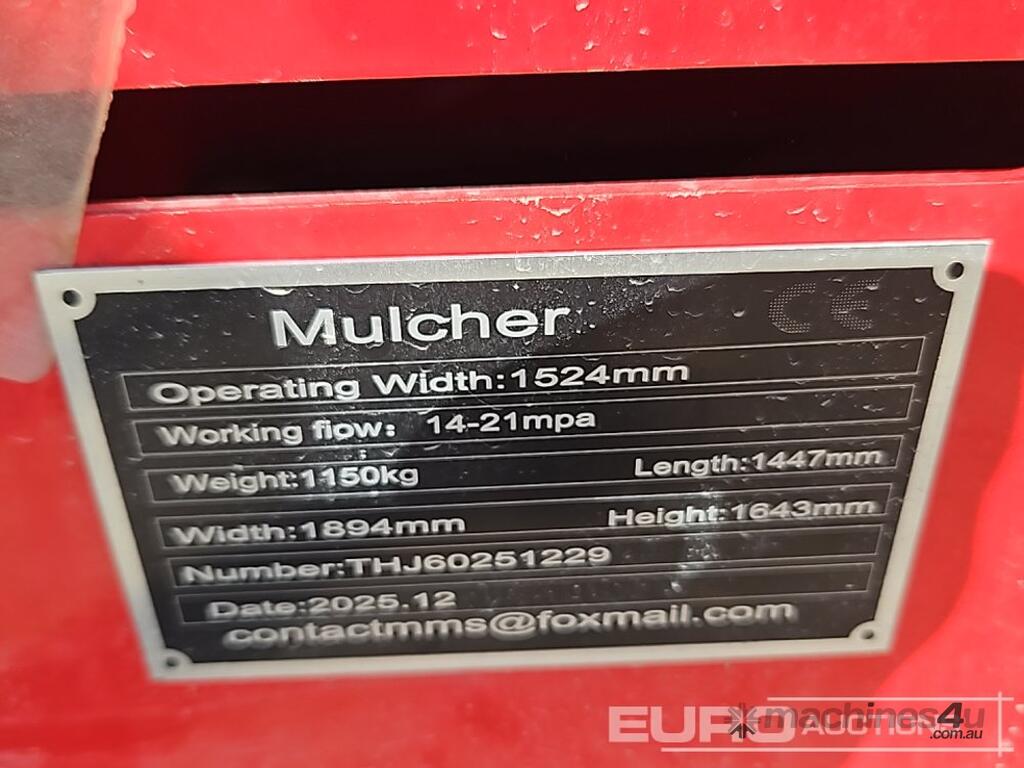 Mulcher CE
Operating Width:1524mm
Working fiow: 14-21mpa
Weight:1150kg Length:1447mm
Width:1894mm Height:1643mm
Number:THJ60251229
Date:2025.12
contactmms@foxmail.com
EURO AUCTIONS
machines4u
.com.au